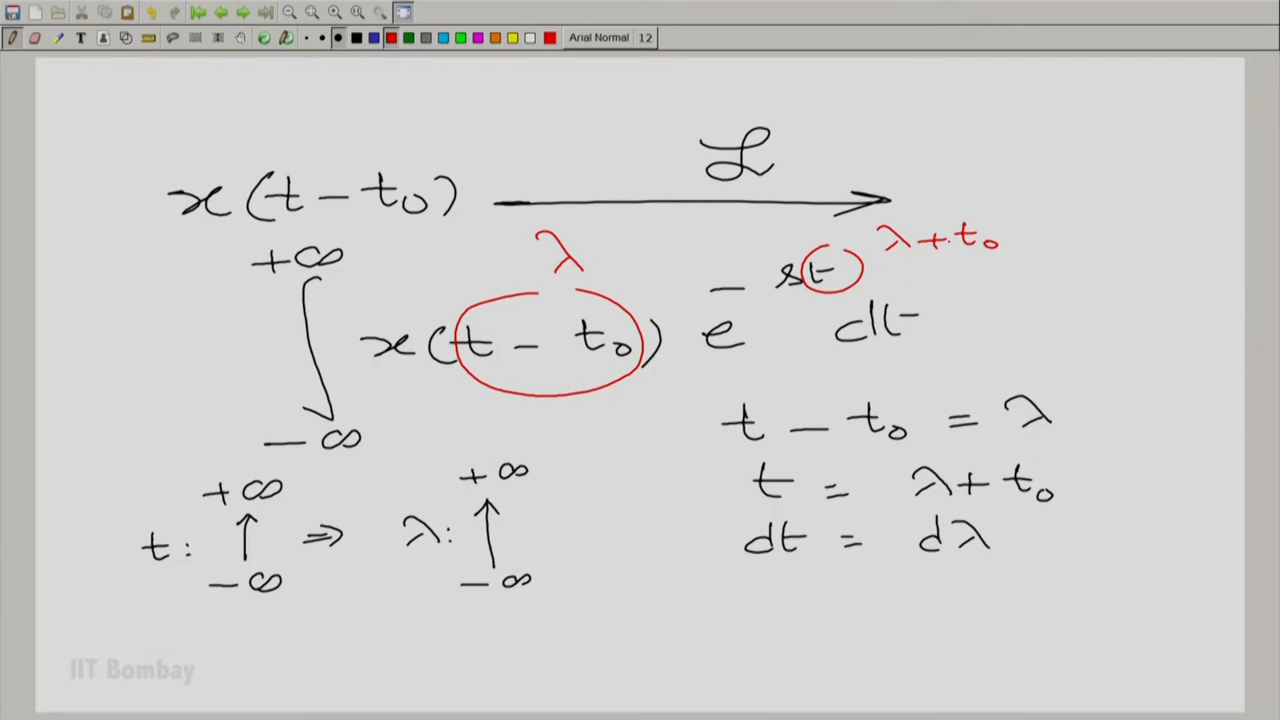 Arial Normal 12
ℒ
x(t − t₀) ⟶
λ
λ + t₀
+∞
∫ x(t − t₀) e^{−st} dt
−∞
t − t₀ = λ
t = λ + t₀
dt = dλ
+∞ +∞
t: ↑ ⇒ λ: ↑
−∞ −∞
IIT Bombay